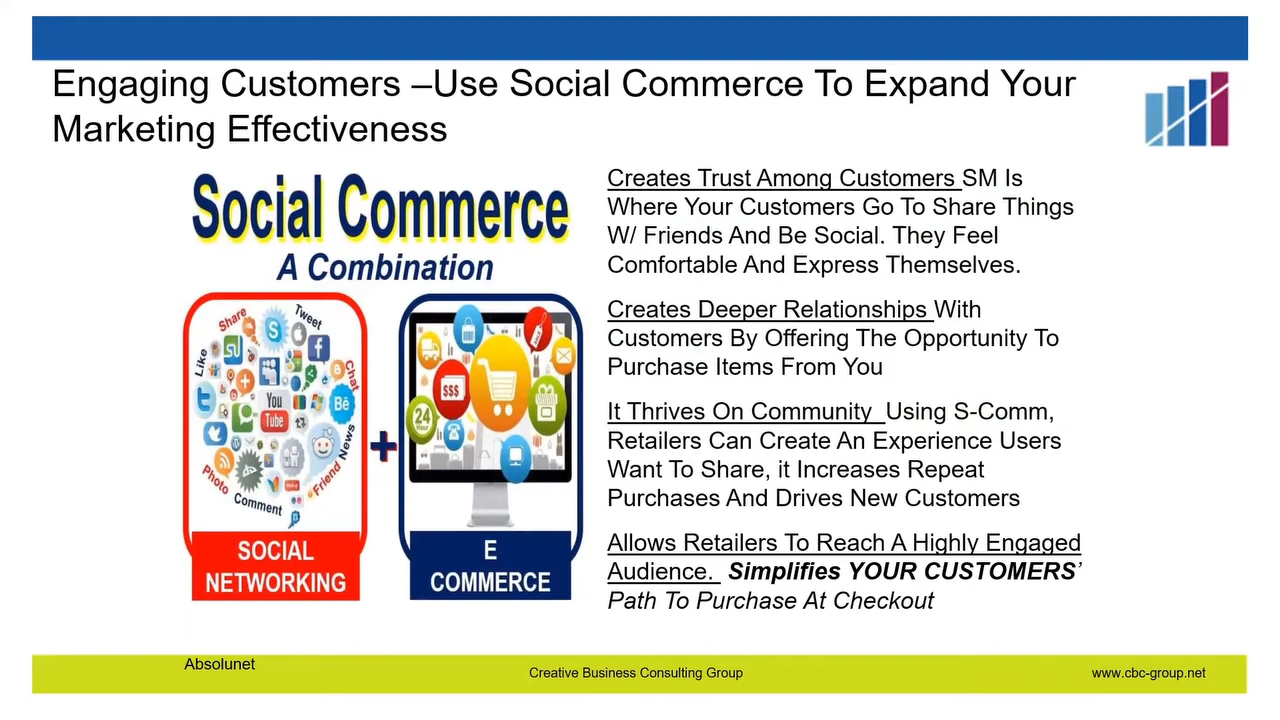 Engaging Customers –Use Social Commerce To Expand Your
Marketing Effectiveness
Social Commerce
A Combination
Share
Tweet
Like
Chat
You
Tube
Bē
News
Friend
Photo
Comment
SOCIAL
NETWORKING
+
$$$
24
E
COMMERCE
Creates Trust Among Customers SM Is
Where Your Customers Go To Share Things
W/ Friends And Be Social. They Feel
Comfortable And Express Themselves.
Creates Deeper Relationships With
Customers By Offering The Opportunity To
Purchase Items From You
It Thrives On Community Using S-Comm,
Retailers Can Create An Experience Users
Want To Share, it Increases Repeat
Purchases And Drives New Customers
Allows Retailers To Reach A Highly Engaged
Audience. Simplifies YOUR CUSTOMERS’
Path To Purchase At Checkout
Absolunet
Creative Business Consulting Group
www.cbc-group.net